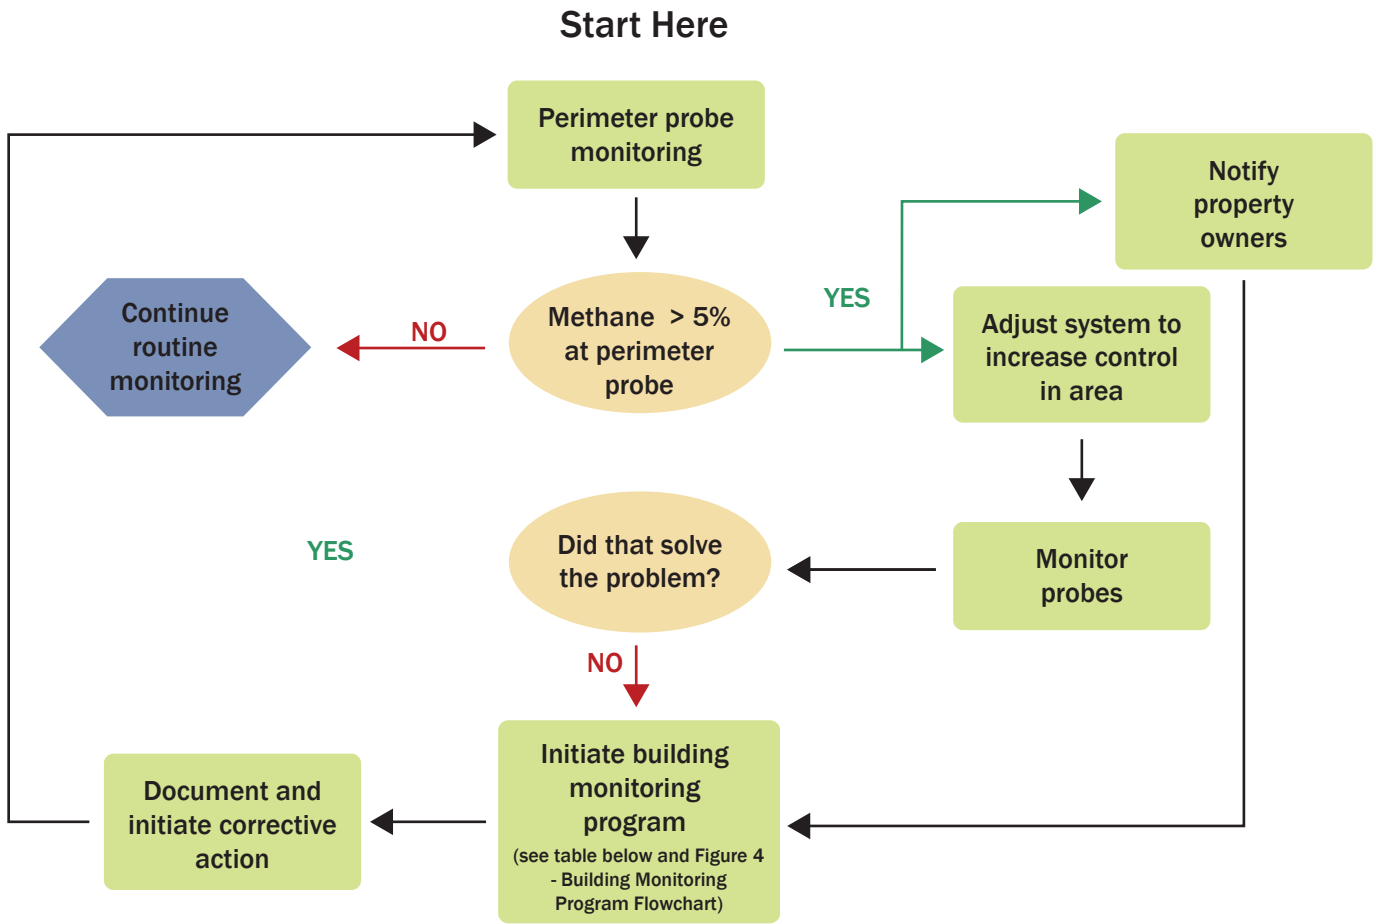 Start Here
Perimeter probe
monitoring
Notify
property
owners
YES
Continue
routine
monitoring
NO
Methane > 5%
at perimeter
probe
Adjust system to
increase control
in area
YES
Did that solve
the problem?
Monitor
probes
NO
Document and
initiate corrective
action
Initiate building
monitoring
program
(see table below and Figure 4
- Building Monitoring
Program Flowchart)